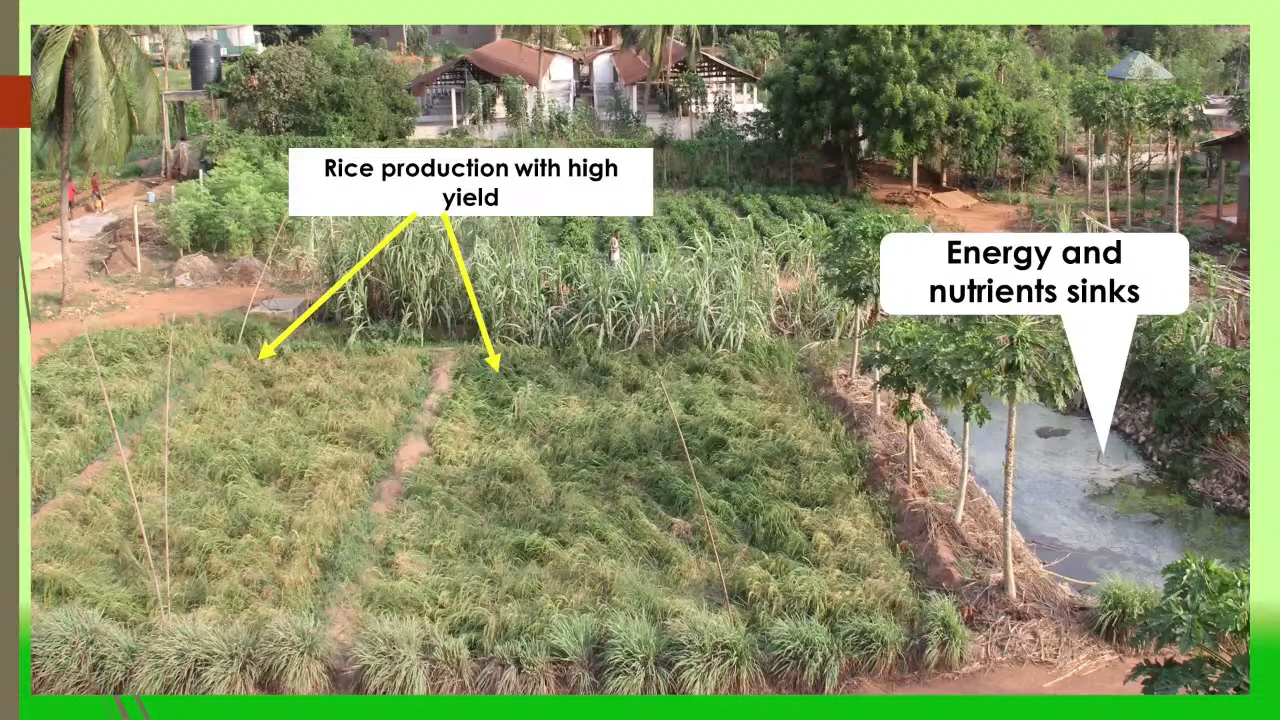 Rice production with high
yield
Energy and
nutrients sinks